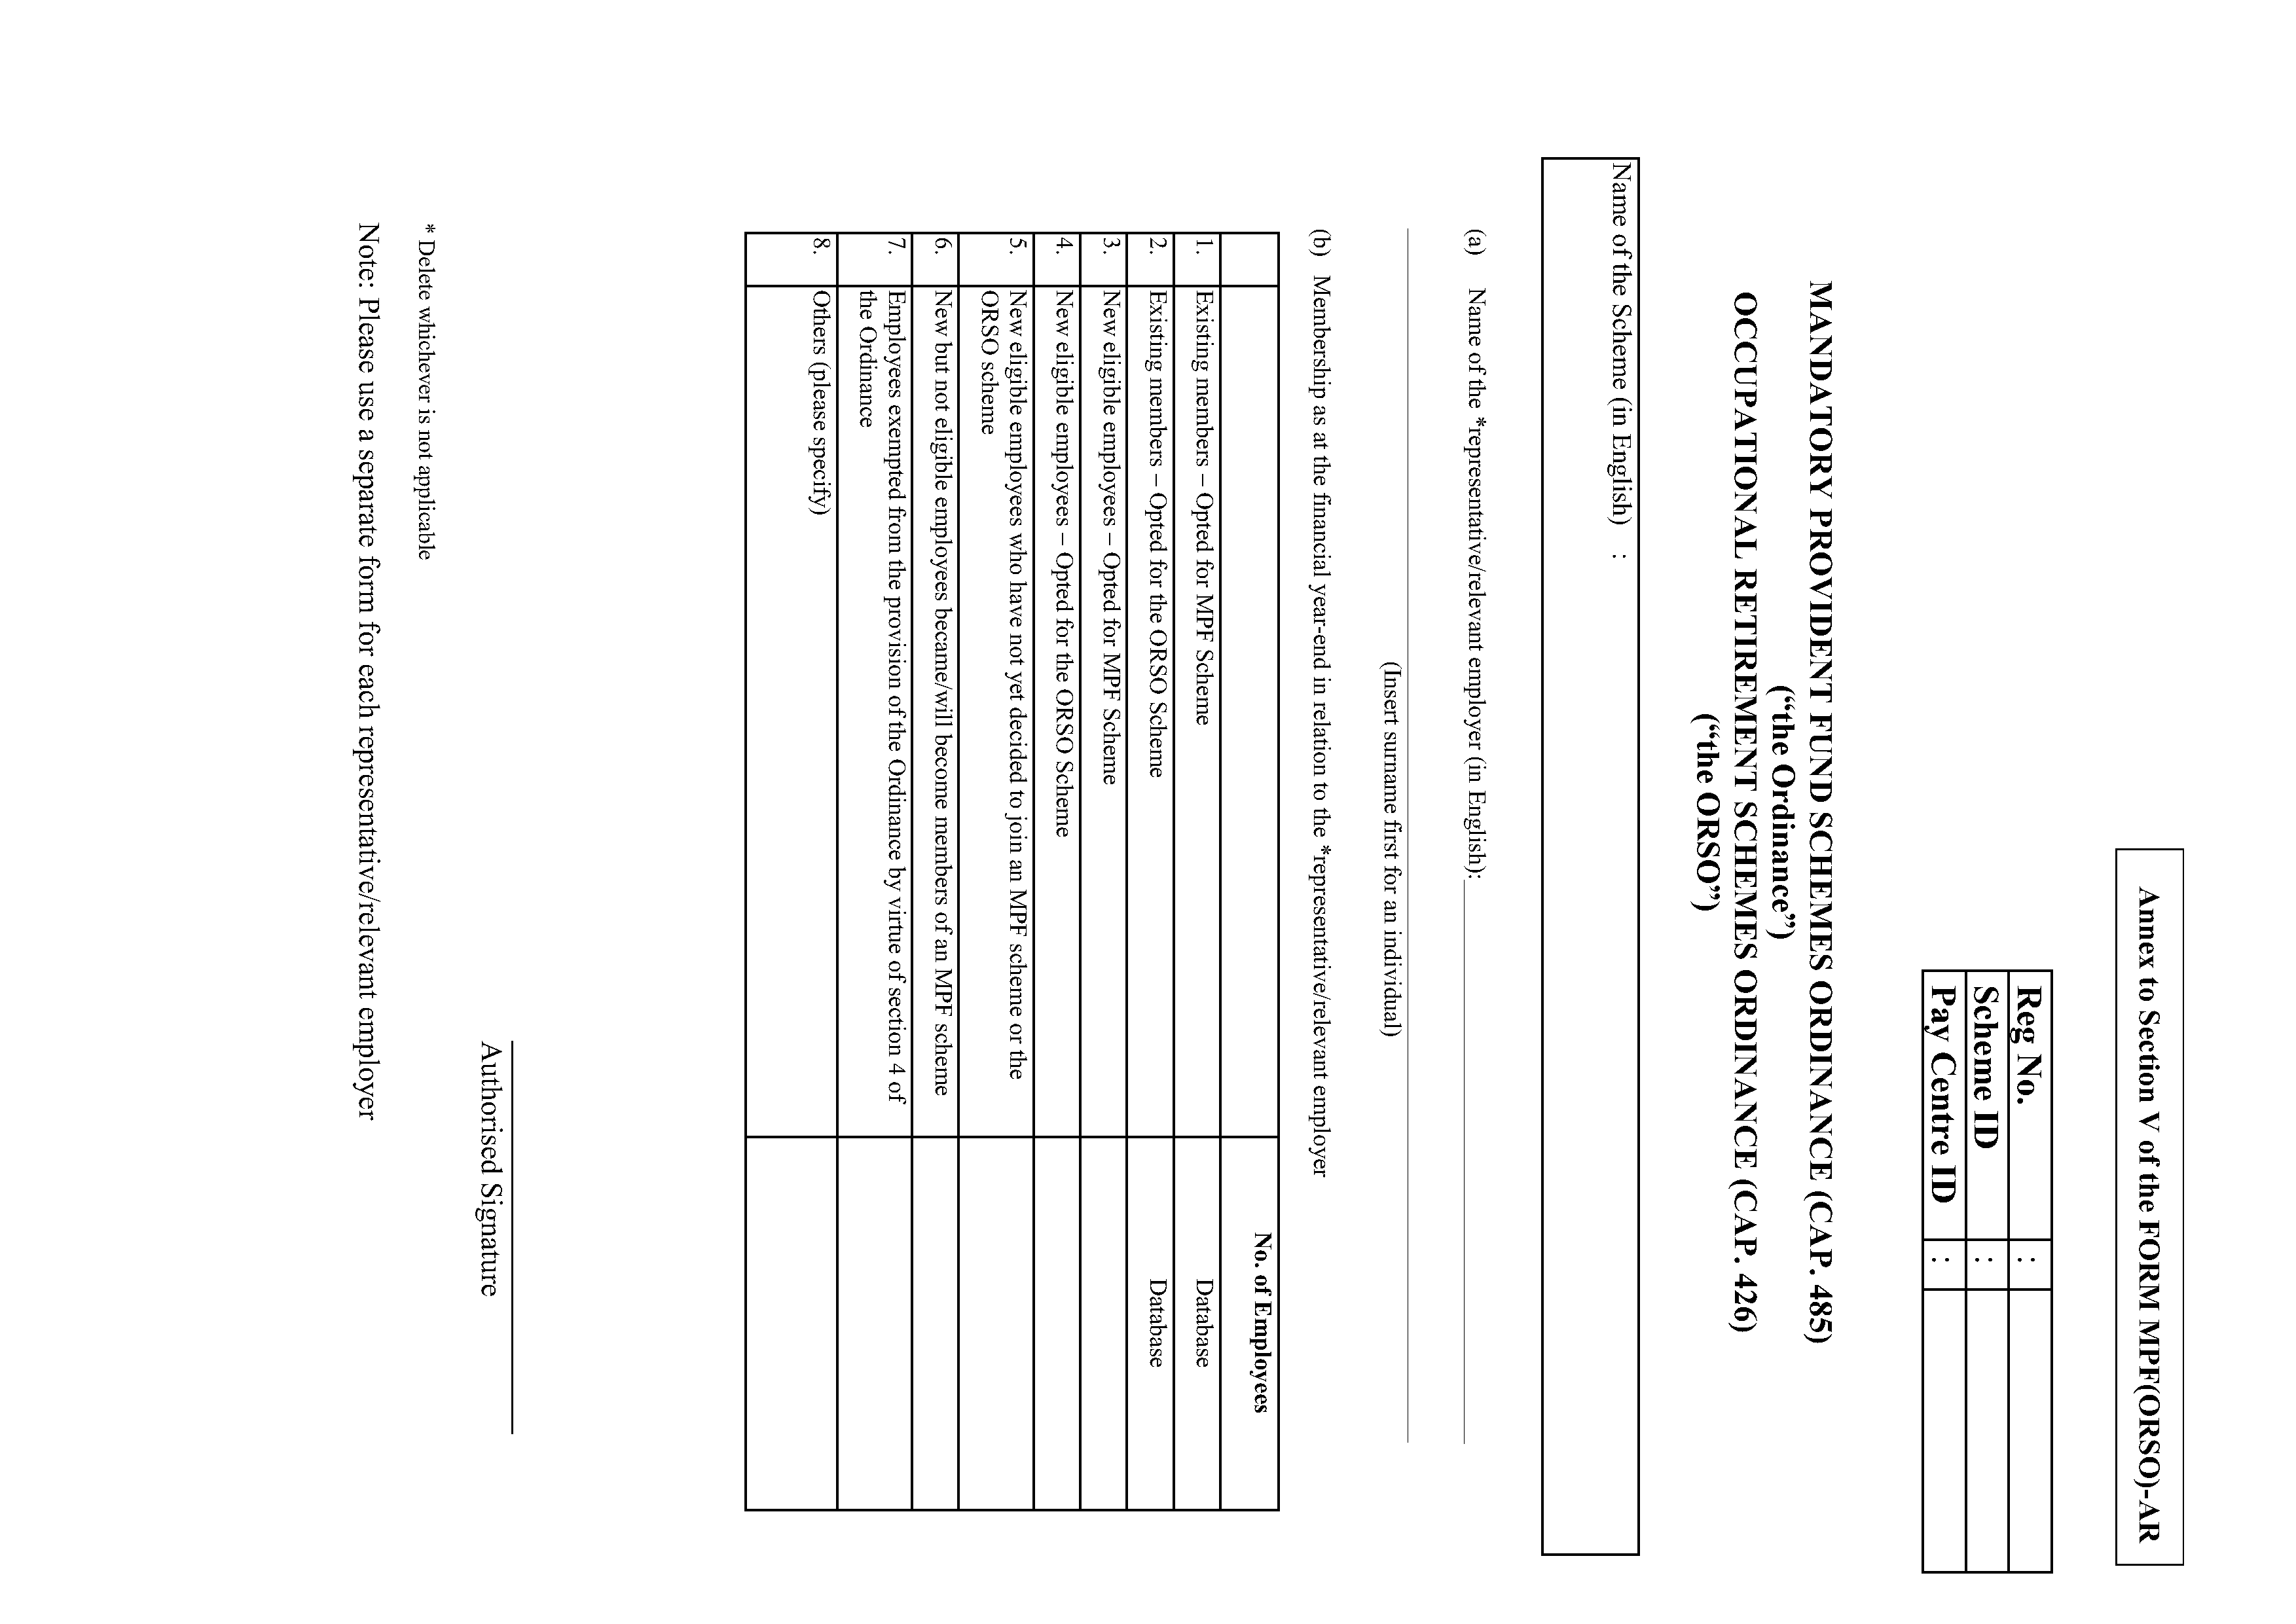 Annex to Section V of the FORM MPF(ORSO)-AR
Reg No. :
Scheme ID :
Pay Centre ID :
MANDATORY PROVIDENT FUND SCHEMES ORDINANCE (CAP. 485)
(“the Ordinance”)
OCCUPATIONAL RETIREMENT SCHEMES ORDINANCE (CAP. 426)
(“the ORSO”)
Name of the Scheme (in English) :
(a) Name of the *representative/relevant employer (in English):
(Insert surname first for an individual)
(b) Membership as at the financial year-end in relation to the *representative/relevant employer
No. of Employees
1. Existing members – Opted for MPF Scheme Database
2. Existing members – Opted for the ORSO Scheme Database
3. New eligible employees – Opted for MPF Scheme
4. New eligible employees – Opted for the ORSO Scheme
5. New eligible employees who have not yet decided to join an MPF scheme or the
ORSO scheme
6. New but not eligible employees became/will become members of an MPF scheme
7. Employees exempted from the provision of the Ordinance by virtue of section 4 of
the Ordinance
8. Others (please specify)
Authorised Signature
* Delete whichever is not applicable
Note: Please use a separate form for each representative/relevant employer